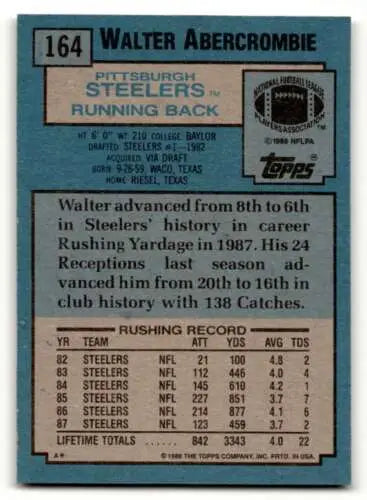 164
WALTER ABERCROMBIE
PITTSBURGH
STEELERS™
RUNNING BACK
NATIONAL FOOTBALL LEAGUE
PLAYERS ASSOCIATION
© 1988 NFLPA
Topps®
HT 6' 0" WT 210 COLLEGE BAYLOR
DRAFTED STEELERS #1-1982
ACQUIRED VIA DRAFT
BORN 9-26-59, WACO, TEXAS
HOME RIESEL, TEXAS
Walter advanced from 8th to 6th
in Steelers' history in career
Rushing Yardage in 1987. His 24
Receptions last season ad-
vanced him from 20th to 16th in
club history with 138 Catches.
RUSHING RECORD
YR TEAM ATT YDS AVG TDS
82 STEELERS NFL 21 100 4.8 2
83 STEELERS NFL 112 446 4.0 4
84 STEELERS NFL 145 610 4.2 1
85 STEELERS NFL 227 851 3.7 7
86 STEELERS NFL 214 877 4.1 6
87 STEELERS NFL 123 459 3.7 2
LIFETIME TOTALS ...... 842 3343 4.0 22
A* © 1988 THE TOPPS COMPANY, INC. PRTD. IN U.S.A.